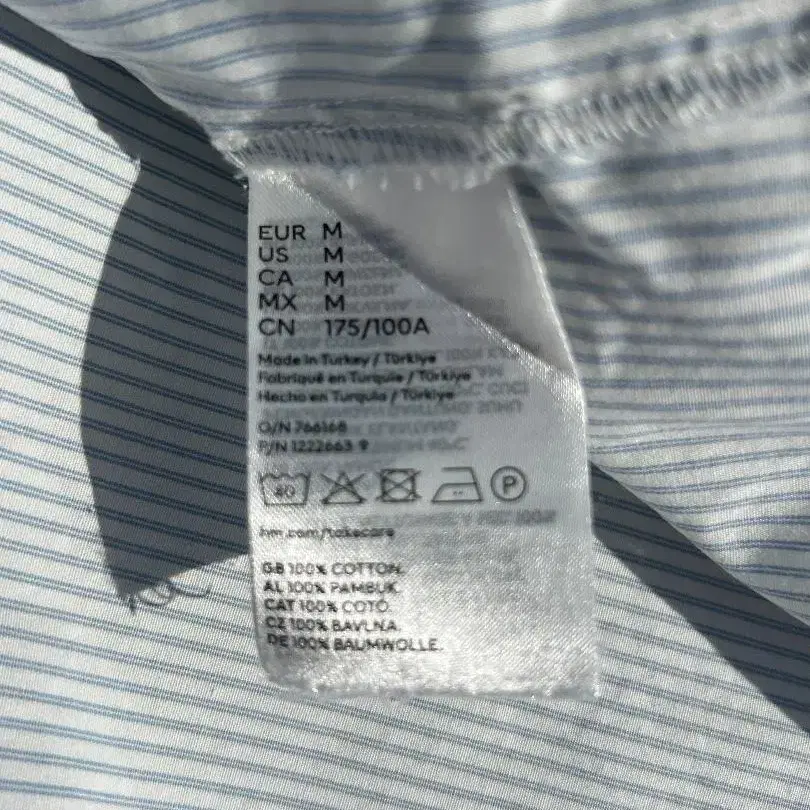 EUR M
US M
CA M
MX M
CN 175/100A
Made in Turkey / Türkiye
Fabriqué en Turquie / Türkiye
Hecho en Turquía / Türkiye
O/N 766168
P/N 1222663 9
40
P
hm.com/takecare
GB 100% COTTON.
AL 100% PAMBUK.
CAT 100% COTÓ.
CZ 100% BAVLNA.
DE 100% BAUMWOLLE.